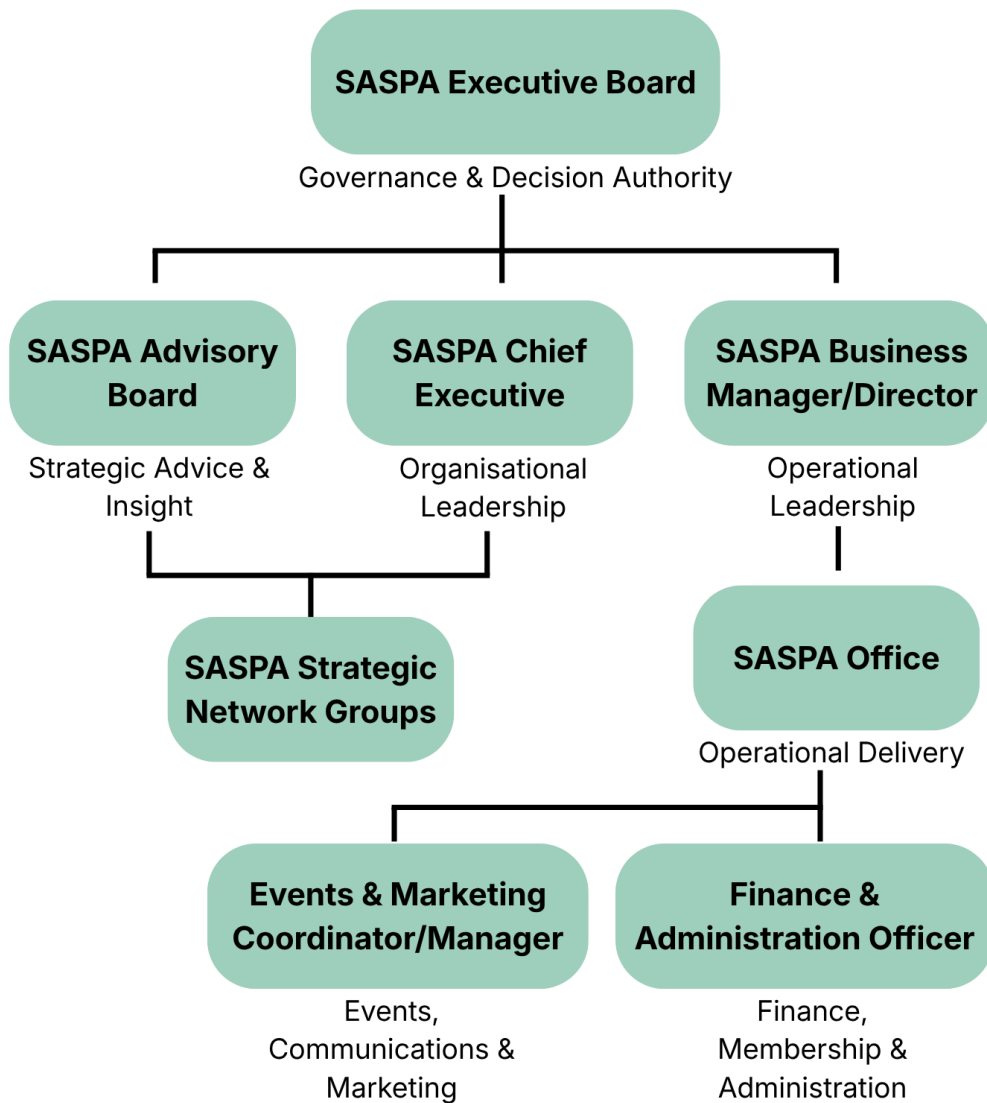 SASPA Executive Board
Governance & Decision Authority
SASPA Advisory
Board
Strategic Advice &
Insight
SASPA Chief
Executive
Organisational
Leadership
SASPA Business
Manager/Director
Operational
Leadership
SASPA Strategic
Network Groups
SASPA Office
Operational Delivery
Events & Marketing
Coordinator/Manager
Events,
Communications &
Marketing
Finance &
Administration Officer
Finance,
Membership &
Administration